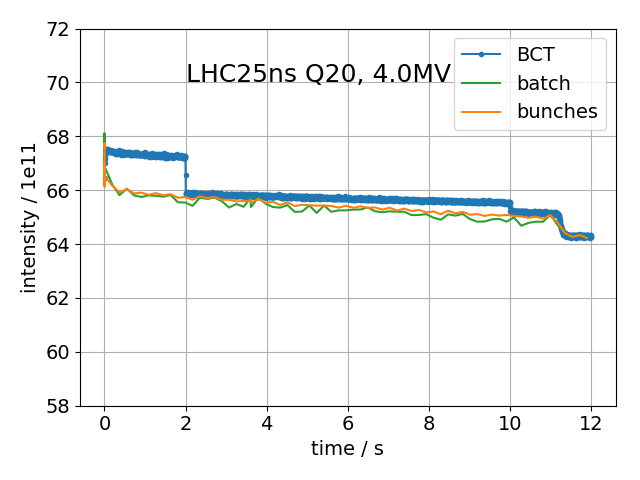 72
70
68
66
64
62
60
58
intensity / 1e11
LHC25ns Q20, 4.0MV
BCT
batch
bunches
0 2 4 6 8 10 12
time / s